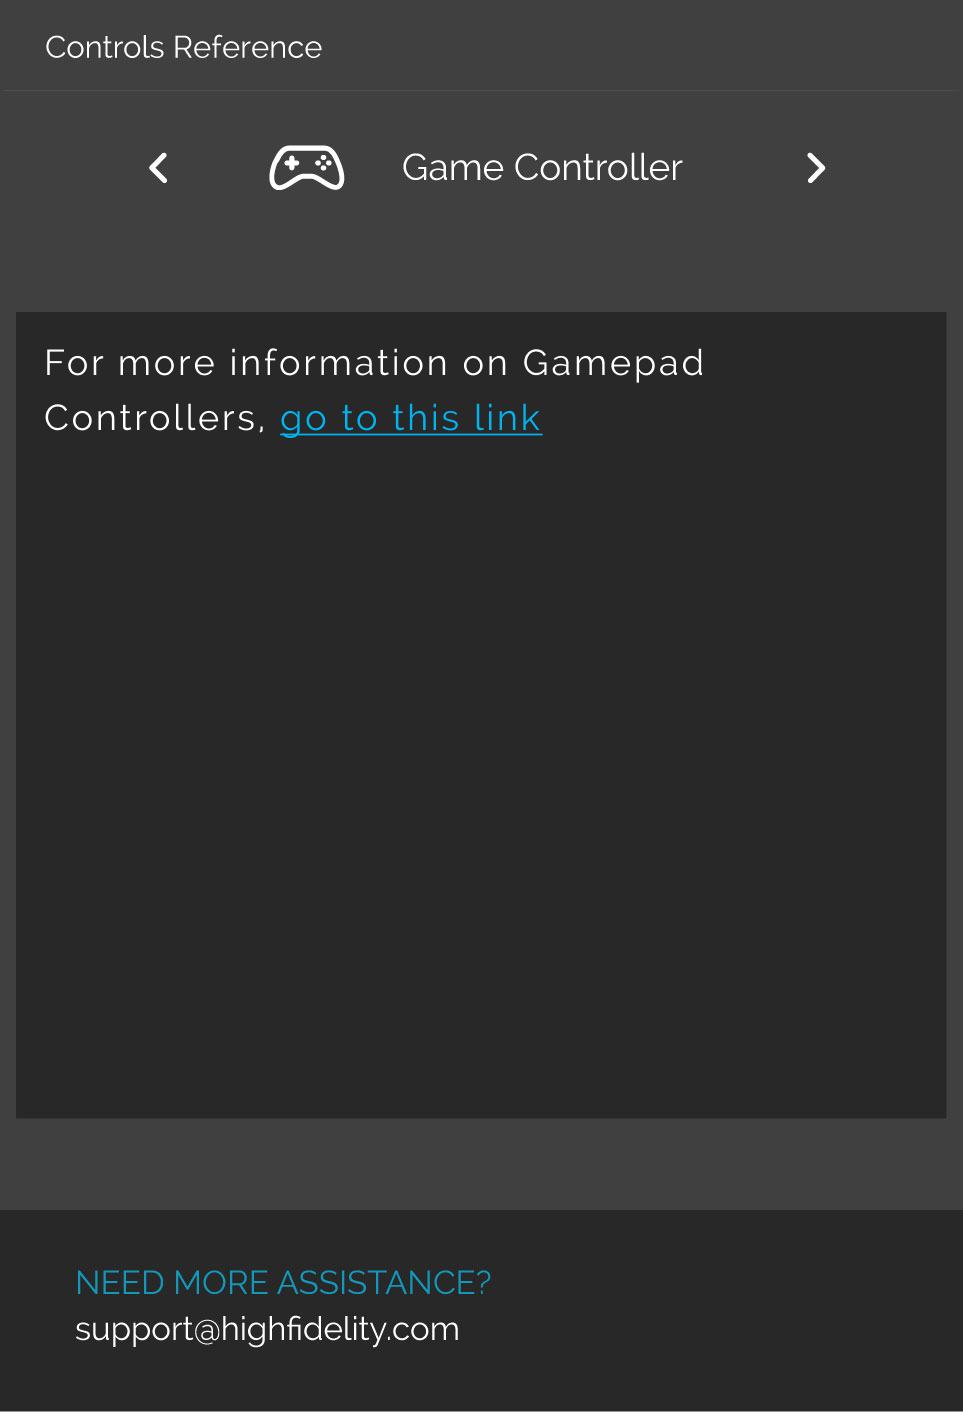 Controls Reference
Game Controller
For more information on Gamepad
Controllers, go to this link
NEED MORE ASSISTANCE?
support@highfidelity.com